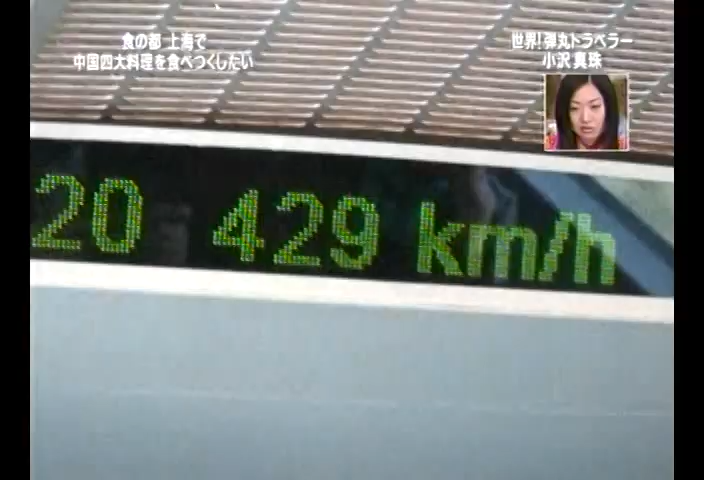 食の都 上海で
中国四大料理を食べつくしたい
世界!弾丸トラベラー
小沢真珠
20 429 km/h